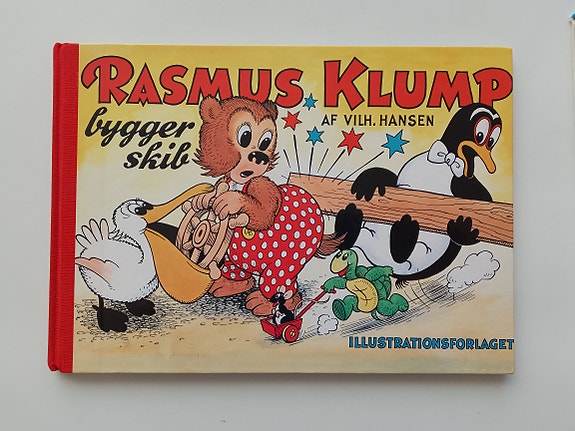 RASMUS KLUMP
AF VILH. HANSEN
bygger
skib
ILLUSTRATIONSFORLAGET